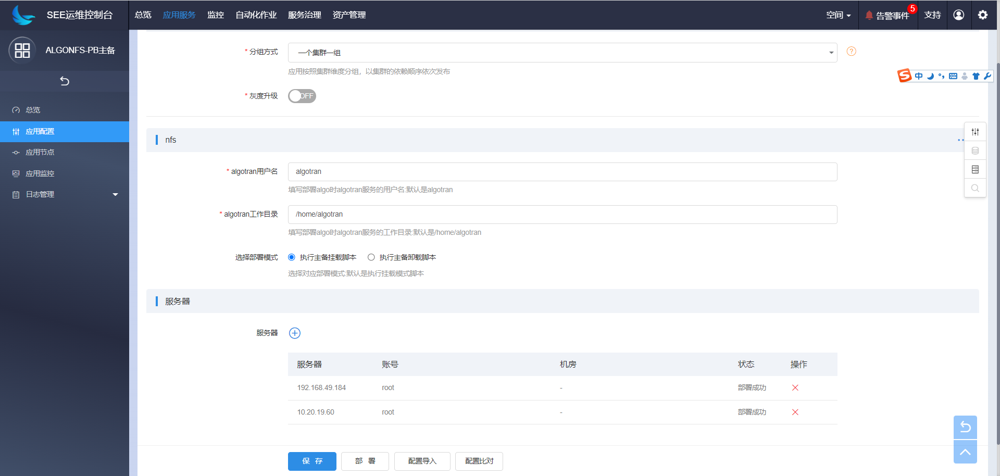 SEE运维控制台
总览
应用服务
监控
自动化作业
服务治理
资产管理
空间
告警事件
5
支持
ALGONFS-PB主备
总览
应用配置
应用节点
应用监控
日志管理
* 分组方式
一个集群一组
?
应用按照集群维度分组，以集群的依赖顺序依次发布
* 灰度升级
OFF
S 中
nfs
* algotran用户名
algotran
填写部署algo时algotran服务的用户名:默认是algotran
* algotran工作目录
/home/algotran
填写部署algo时algotran服务的工作目录:默认是/home/algotran
选择部署模式
执行主备挂载脚本
执行主备卸载脚本
选择对应部署模式:默认是执行挂载模式脚本
服务器
服务器
服务器 账号 机房 状态 操作
192.168.49.184 root - 部署成功
10.20.19.60 root - 部署成功
保 存
部 署
配置导入
配置比对